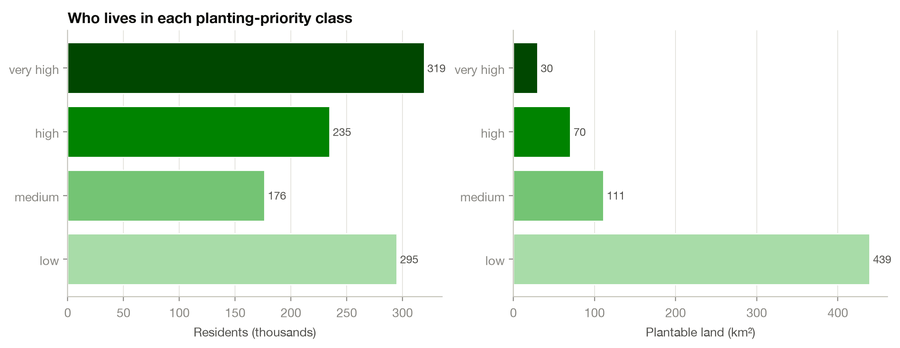 Who lives in each planting-priority class
very high
319
high
235
medium
176
low
295
0
50
100
150
200
250
300
Residents (thousands)
very high
30
high
70
medium
111
low
439
0
100
200
300
400
Plantable land (km²)